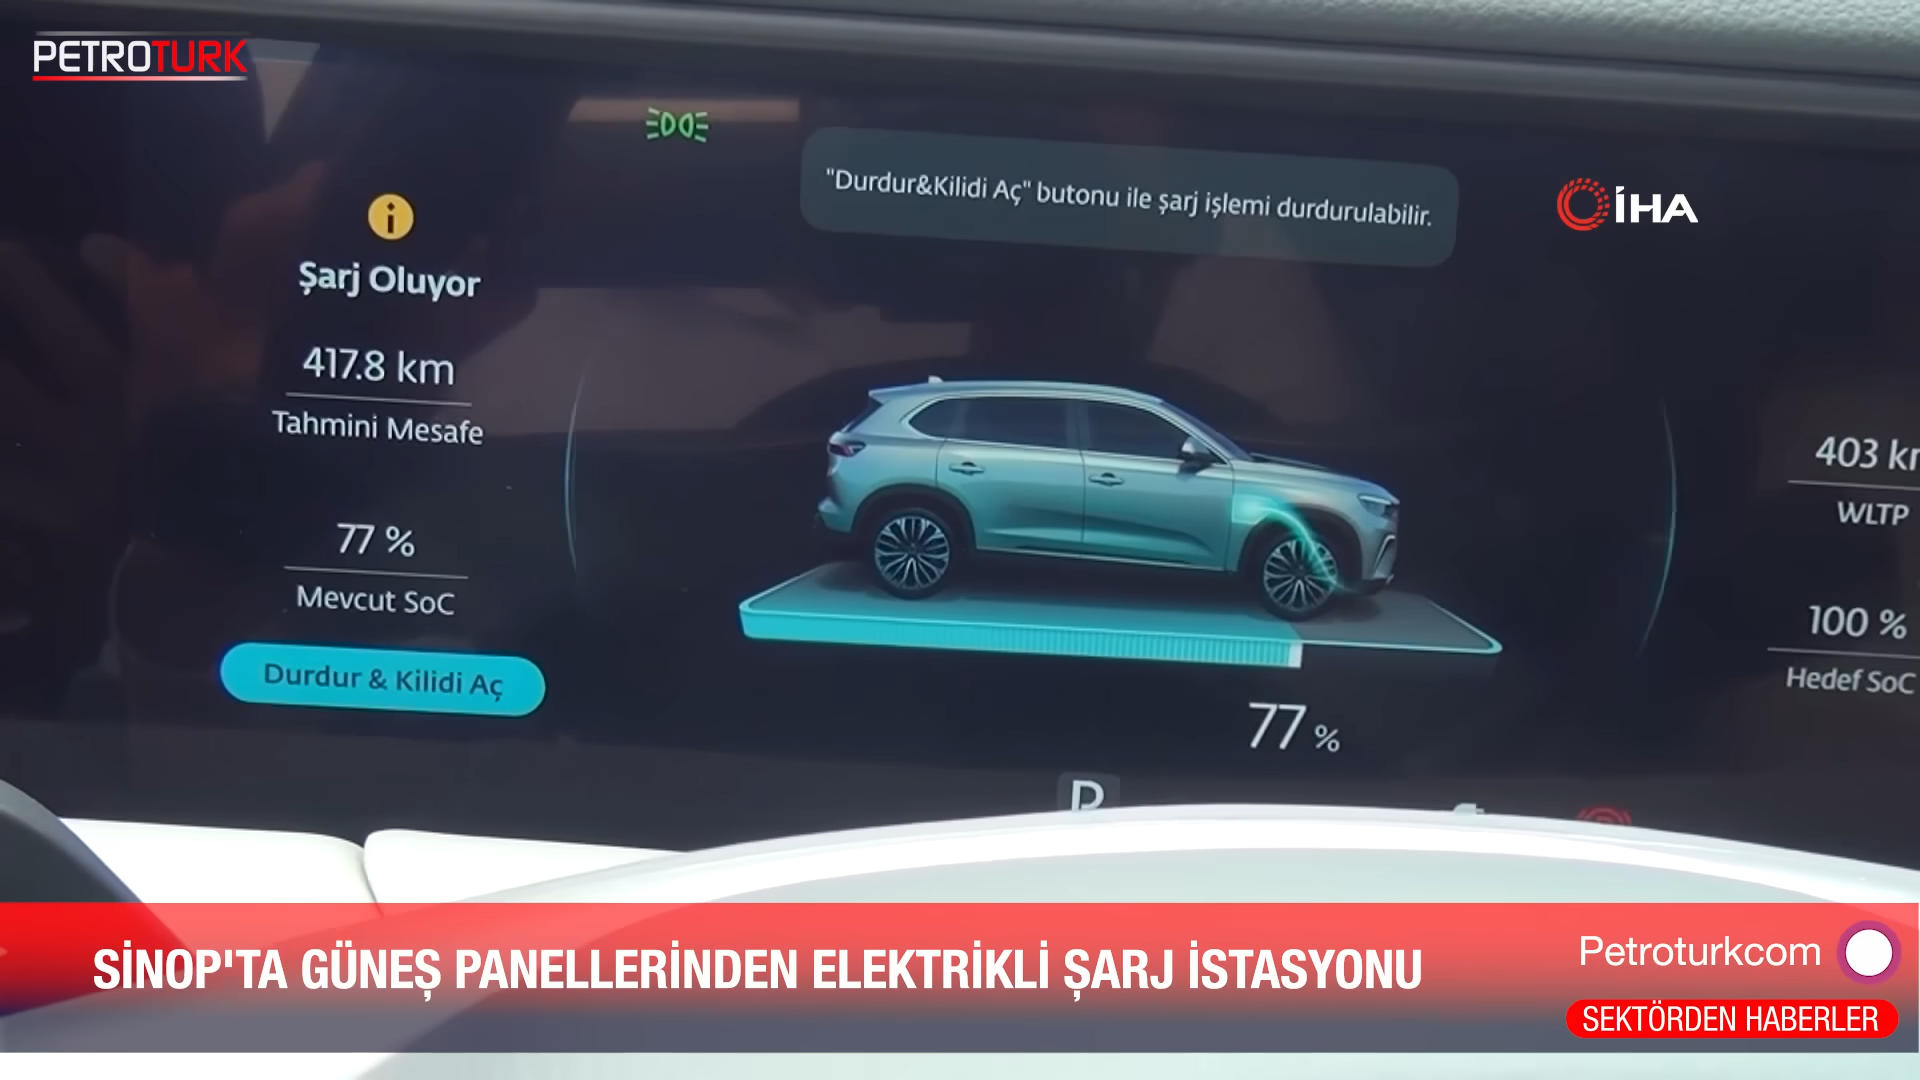 PETROTURK
"Durdur&Kilidi Aç" butonu ile şarj işlemi durdurulabilir.
İHA
Şarj Oluyor
417.8 km
Tahmini Mesafe
77 %
Mevcut SoC
Durdur & Kilidi Aç
403
WLTP
100 %
Hedef SoC
77 %
P
SİNOP'TA GÜNEŞ PANELLERİNDEN ELEKTRİKLİ ŞARJ İSTASYONU
Petroturkcom
SEKTÖRDEN HABERLER